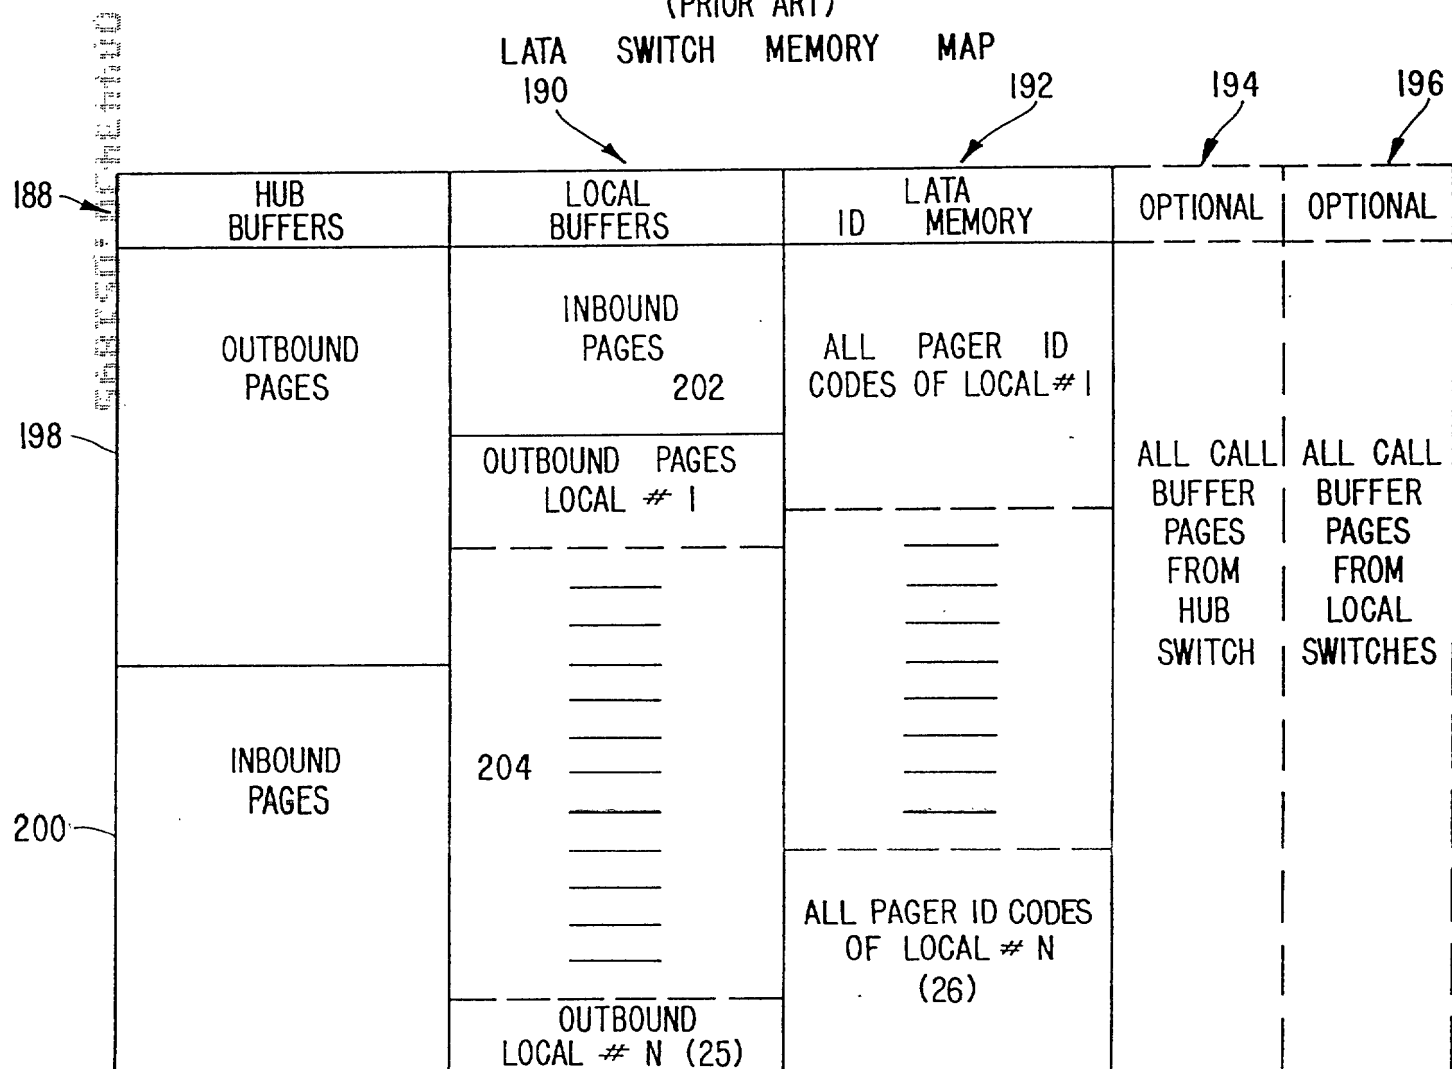 (PRIOR ART)
LATA SWITCH MEMORY MAP
190
192
194
196
188
HUB
BUFFERS
LOCAL
BUFFERS
LATA
ID MEMORY
OPTIONAL
OPTIONAL
OUTBOUND
PAGES
198
INBOUND
PAGES
200
INBOUND
PAGES
202
OUTBOUND PAGES
LOCAL # 1
204
OUTBOUND
LOCAL # N (25)
ALL PAGER ID
CODES OF LOCAL # 1
ALL PAGER ID CODES
OF LOCAL # N
(26)
ALL CALL
BUFFER
PAGES
FROM
HUB
SWITCH
ALL CALL
BUFFER
PAGES
FROM
LOCAL
SWITCHES